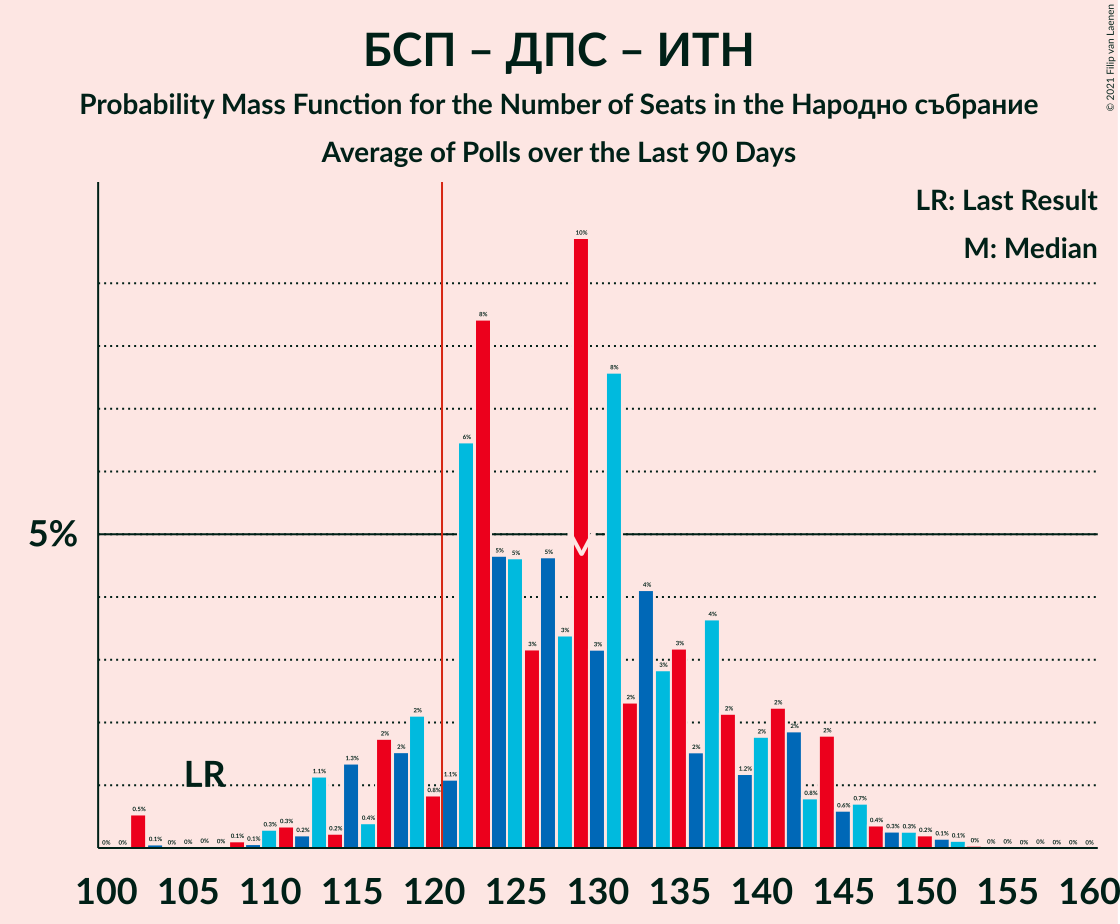 БСП – ДПС – ИТН
Probability Mass Function for the Number of Seats in the Народно събрание
Average of Polls over the Last 90 Days
© 2021 Filip van Laenen
LR: Last Result
M: Median
5%
LR
M
0% 0% 0.5% 0.1% 0% 0% 0% 0% 0.1% 0.1% 0.3% 0.3% 0.2% 1.1% 0.2% 1.3% 0.4% 2% 2% 2% 0.8% 1.1% 6% 8% 5% 5% 3% 5% 3% 10% 3% 8% 2% 4% 3% 3% 2% 4% 2% 1.2% 2% 2% 2% 0.8% 2% 0.6% 0.7% 0.4% 0.3% 0.3% 0.2% 0.1% 0.1% 0% 0% 0% 0% 0% 0% 0% 0%
100 105 110 115 120 125 130 135 140 145 150 155 160